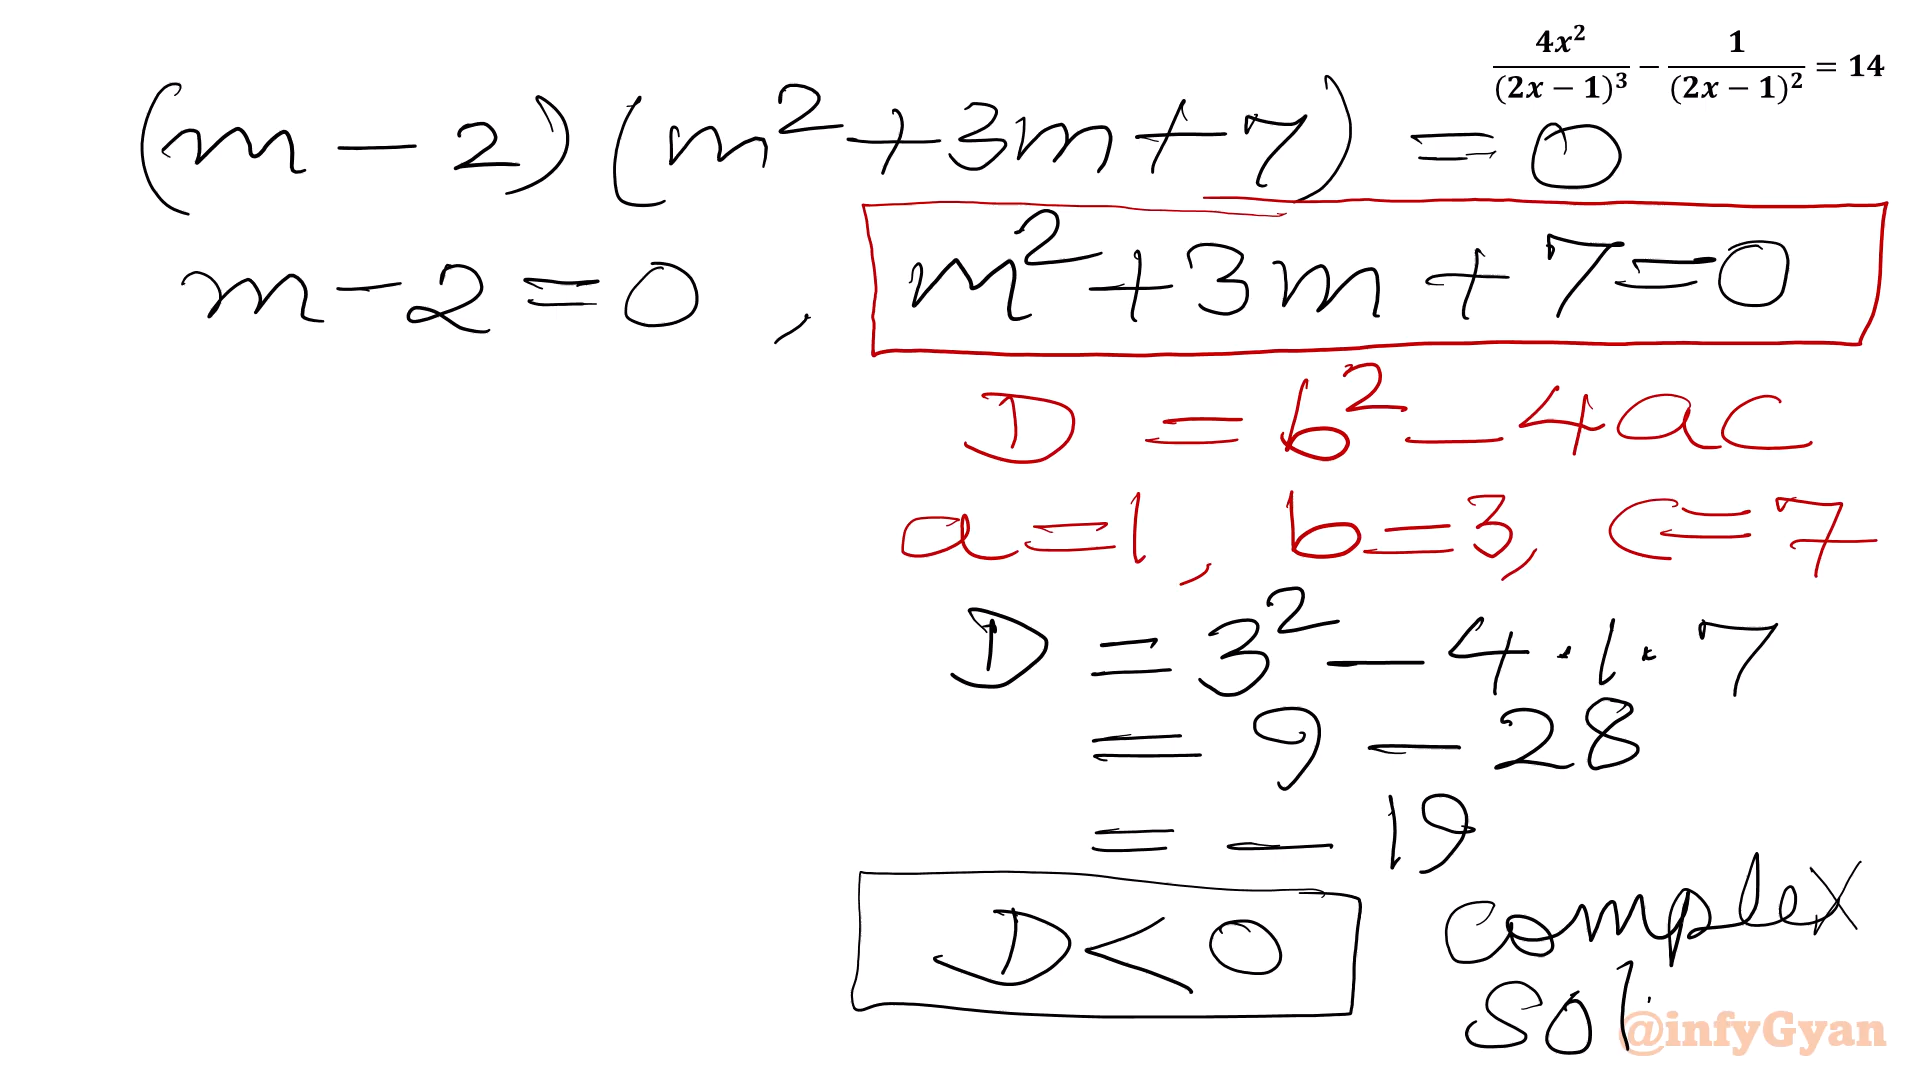 4x²/(2x − 1)³ − 1/(2x − 1)² = 14
(m − 2)(m² + 3m + 7) = 0
m − 2 = 0 , m² + 3m + 7 = 0
D = b² − 4ac
a = 1, b = 3, c = 7
D = 3² − 4 · 1 · 7
= 9 − 28
= − 19
D < 0
complex
sol.
@infyGyan